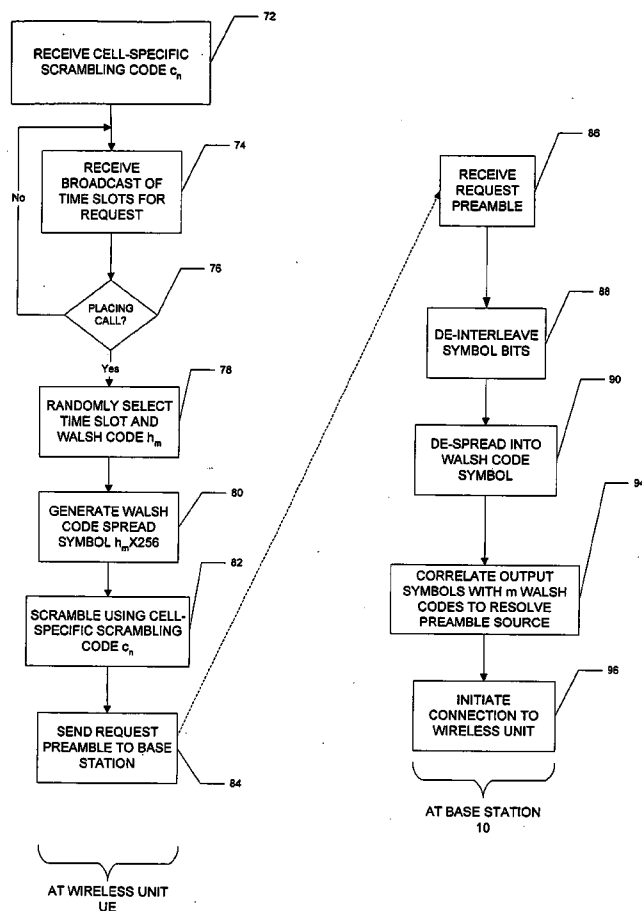 72
RECEIVE CELL-SPECIFIC
SCRAMBLING CODE cn
74
RECEIVE
BROADCAST OF
TIME SLOTS FOR
REQUEST
No
76
PLACING
CALL?
Yes
78
RANDOMLY SELECT
TIME SLOT AND
WALSH CODE hm
80
GENERATE WALSH
CODE SPREAD
SYMBOL hmX256
82
SCRAMBLE USING CELL-
SPECIFIC SCRAMBLING
CODE cn
SEND REQUEST
PREAMBLE TO BASE
STATION
84
AT WIRELESS UNIT
UE
86
RECEIVE
REQUEST
PREAMBLE
88
DE-INTERLEAVE
SYMBOL BITS
90
DE-SPREAD INTO
WALSH CODE
SYMBOL
94
CORRELATE OUTPUT
SYMBOLS WITH m WALSH
CODES TO RESOLVE
PREAMBLE SOURCE
96
INITIATE
CONNECTION TO
WIRELESS UNIT
AT BASE STATION
10